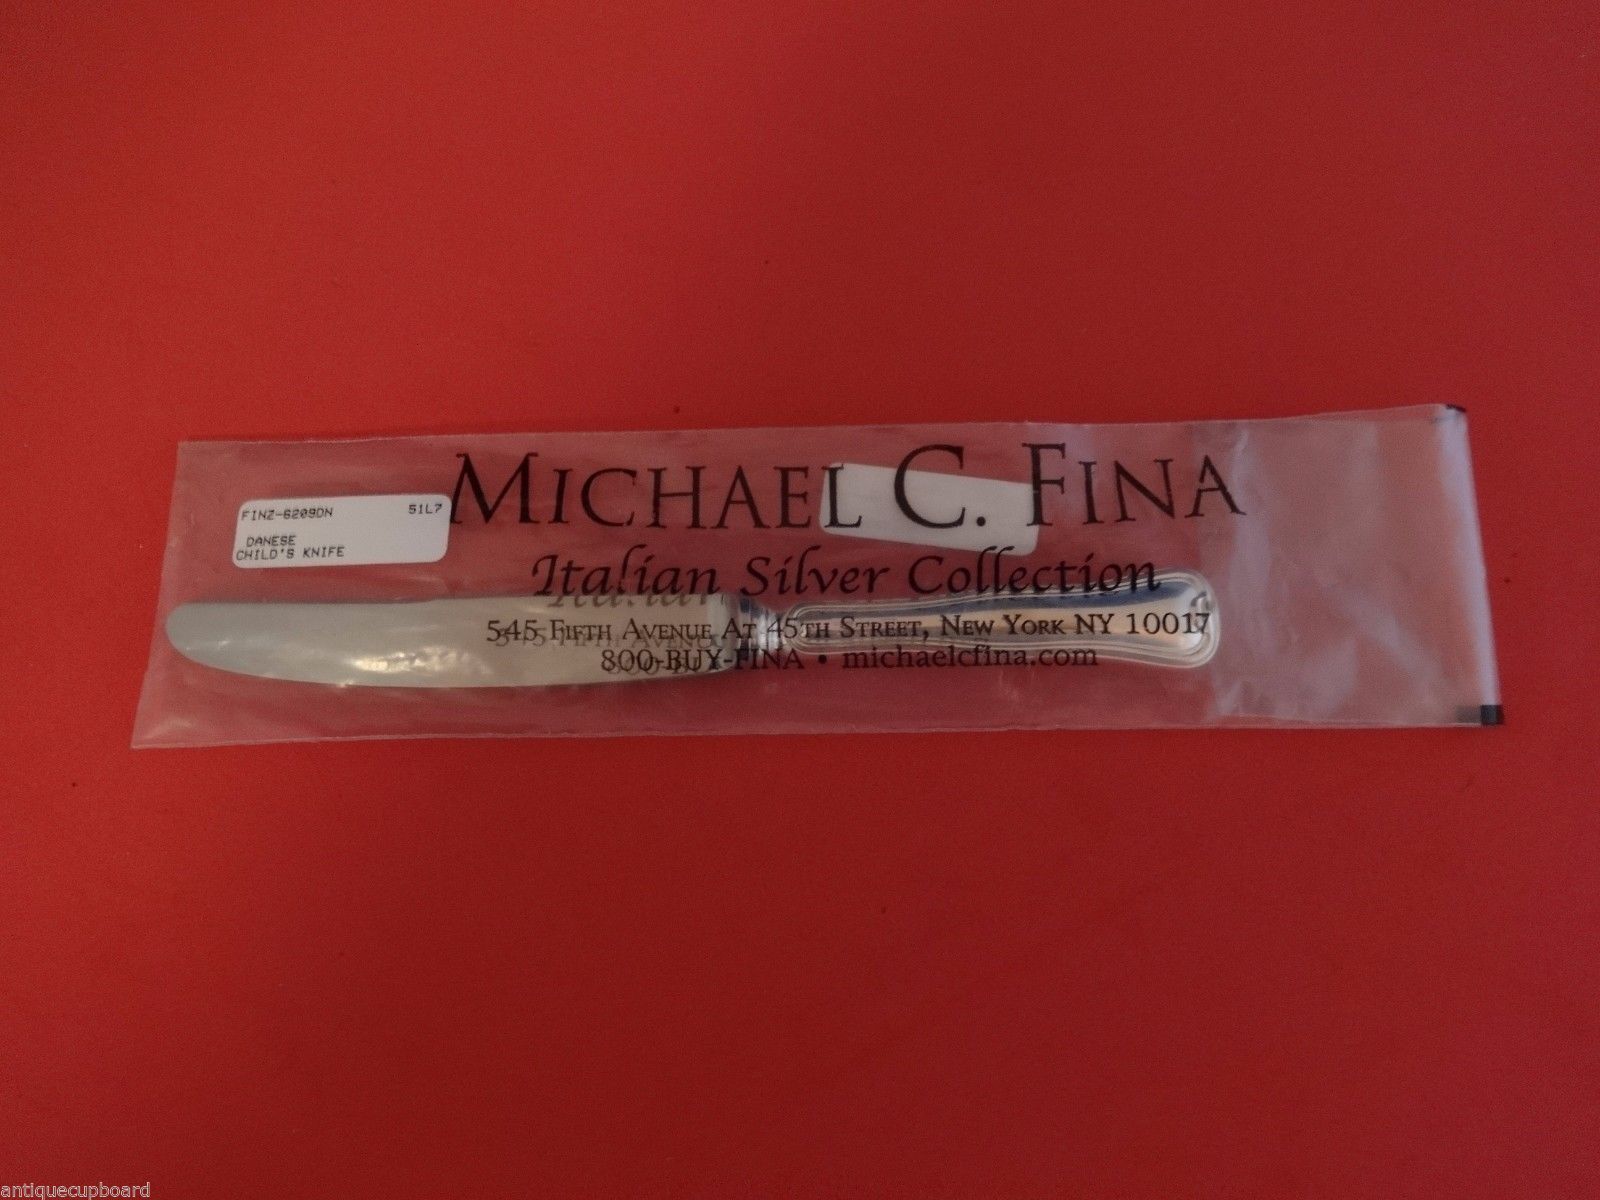 MICHAEL C. FINA
Italian Silver Collection
545 FIFTH AVENUE AT 45TH STREET, NEW YORK NY 10017
800-BUY-FINA • michaelcfina.com
FINZ-6209DN 51L7
DANESE
CHILD'S KNIFE
antiquecupboard